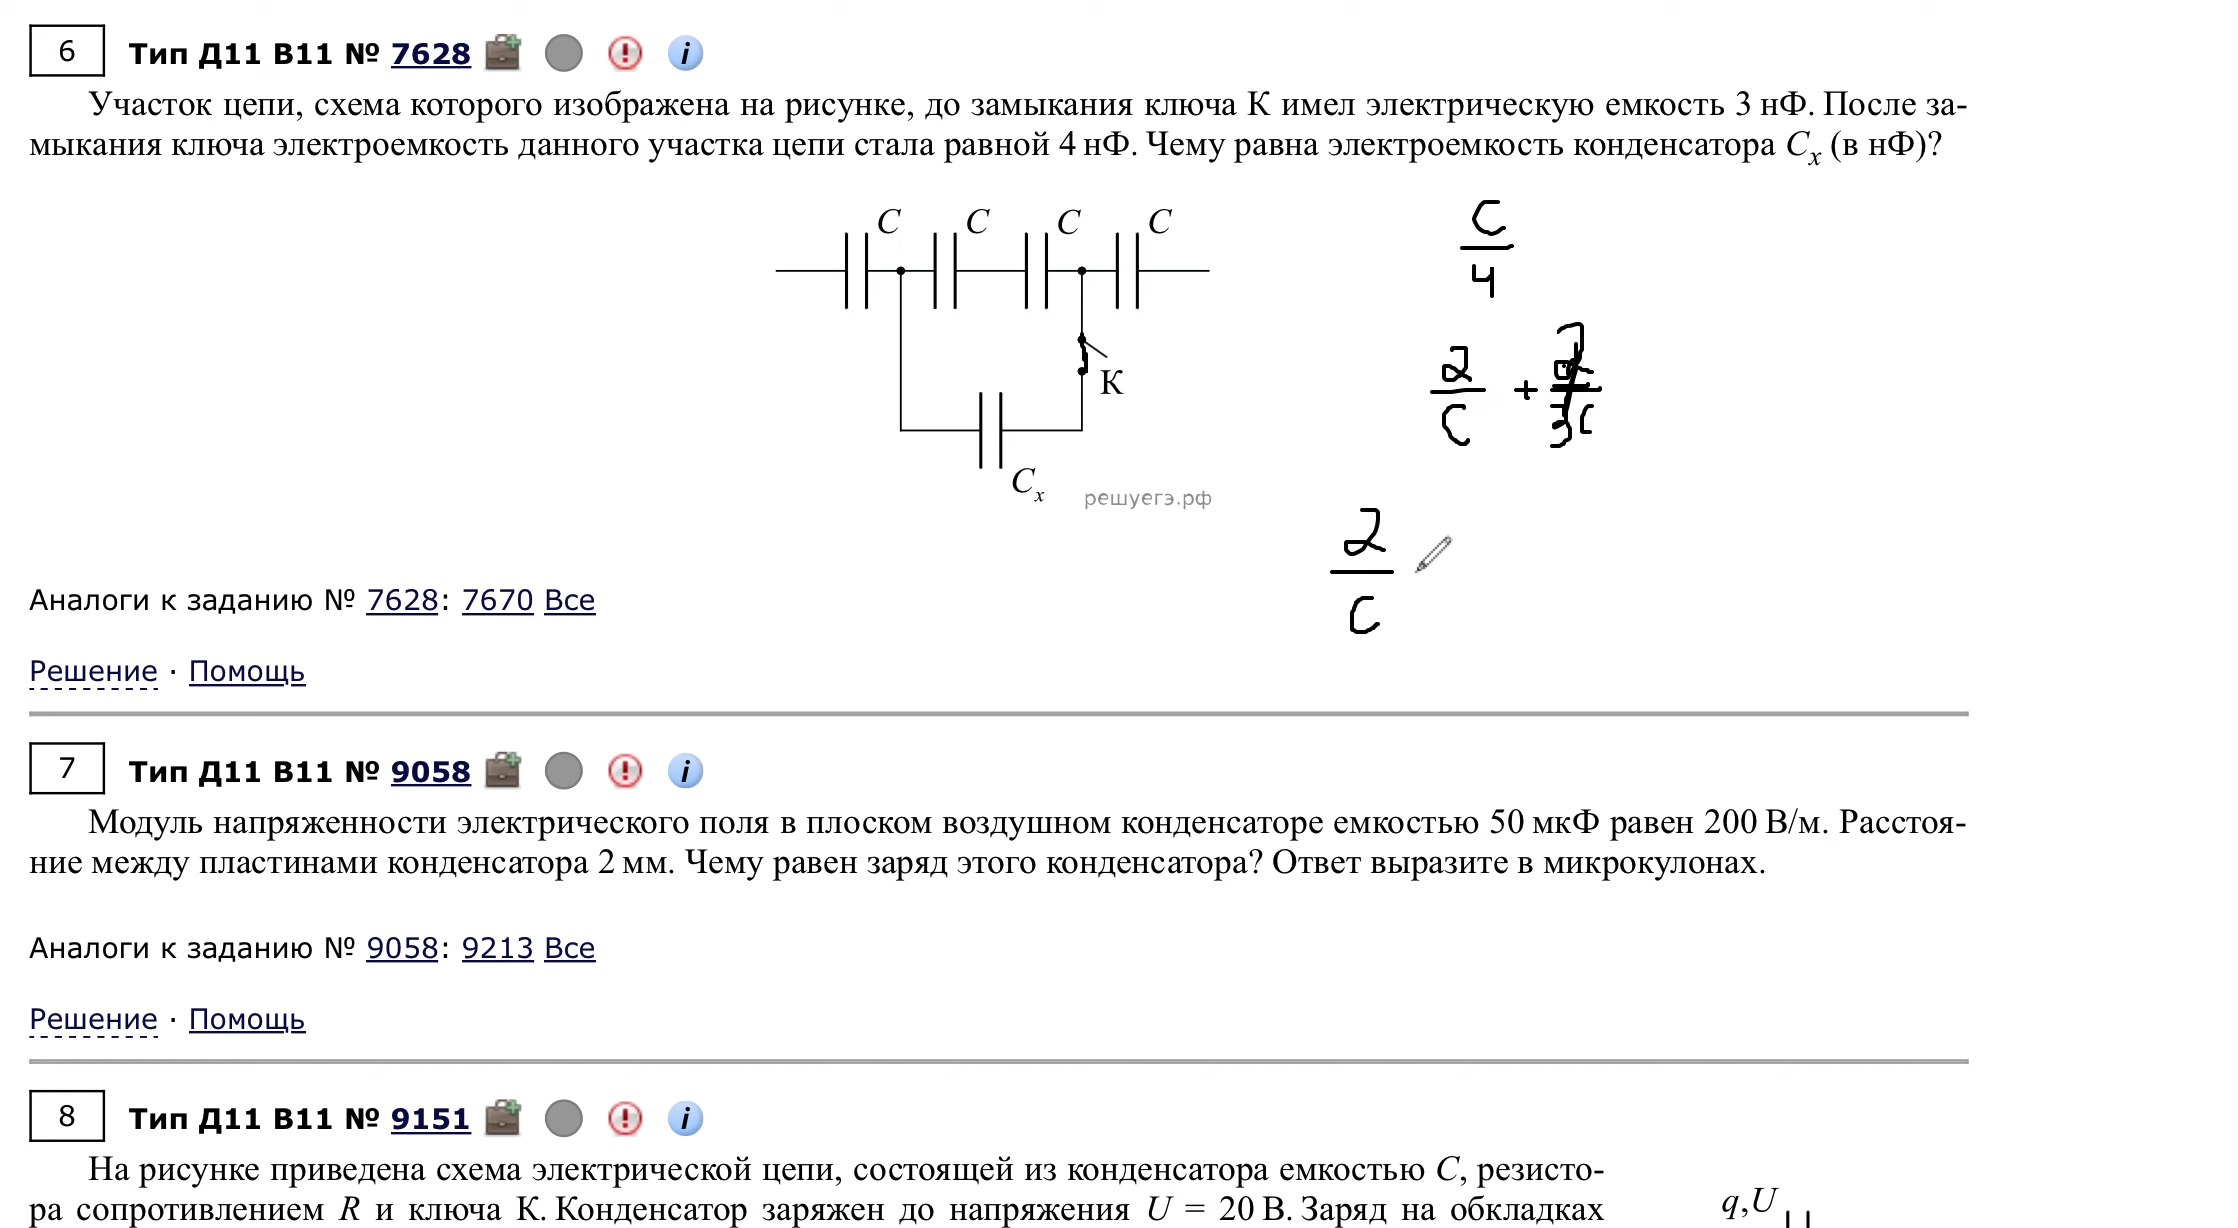 6
Тип Д11 В11 № 7628
Участок цепи, схема которого изображена на рисунке, до замыкания ключа К имел электрическую емкость 3 нФ. После за-
мыкания ключа электроемкость данного участка цепи стала равной 4 нФ. Чему равна электроемкость конденсатора Cx (в нФ)?
C C C C
К
Cx
решуегэ.рф
C
4
2
C
+
3C
2
C
Аналоги к заданию № 7628: 7670 Все
Решение · Помощь
7
Тип Д11 В11 № 9058
Модуль напряженности электрического поля в плоском воздушном конденсаторе емкостью 50 мкФ равен 200 В/м. Расстоя-
ние между пластинами конденсатора 2 мм. Чему равен заряд этого конденсатора? Ответ выразите в микрокулонах.
Аналоги к заданию № 9058: 9213 Все
Решение · Помощь
8
Тип Д11 В11 № 9151
На рисунке приведена схема электрической цепи, состоящей из конденсатора емкостью C, резисто-
ра сопротивлением R и ключа К. Конденсатор заряжен до напряжения U = 20 В. Заряд на обкладках
q,U